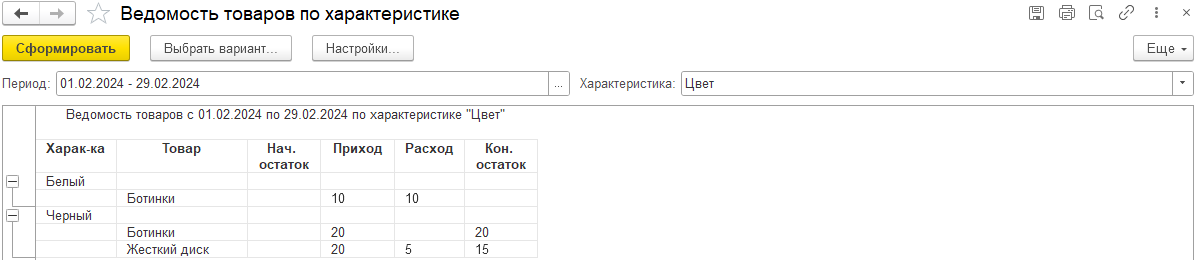 Ведомость товаров по характеристике
Сформировать Выбрать вариант... Настройки... Еще
Период: 01.02.2024 - 29.02.2024 ... Характеристика: Цвет
Ведомость товаров с 01.02.2024 по 29.02.2024 по характеристике "Цвет"
Харак-ка Товар Нач. остаток Приход Расход Кон. остаток
Белый
Ботинки 10 10
Черный
Ботинки 20 20
Жесткий диск 20 5 15